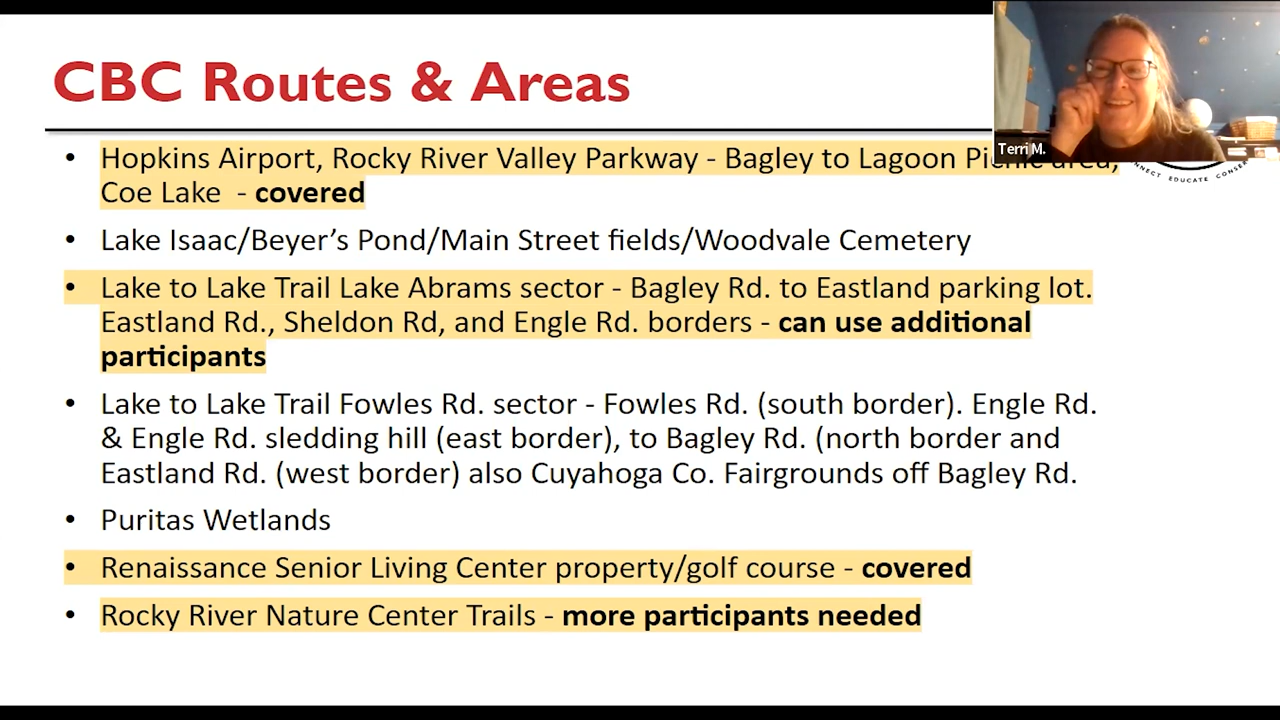 CBC Routes & Areas
Terri M.
• Hopkins Airport, Rocky River Valley Parkway - Bagley to Lagoon Picnic area,
Coe Lake - covered
NNECT EDUCATE CONSER
• Lake Isaac/Beyer's Pond/Main Street fields/Woodvale Cemetery
• Lake to Lake Trail Lake Abrams sector - Bagley Rd. to Eastland parking lot.
Eastland Rd., Sheldon Rd, and Engle Rd. borders - can use additional
participants
• Lake to Lake Trail Fowles Rd. sector - Fowles Rd. (south border). Engle Rd.
& Engle Rd. sledding hill (east border), to Bagley Rd. (north border and
Eastland Rd. (west border) also Cuyahoga Co. Fairgrounds off Bagley Rd.
• Puritas Wetlands
• Renaissance Senior Living Center property/golf course - covered
• Rocky River Nature Center Trails - more participants needed